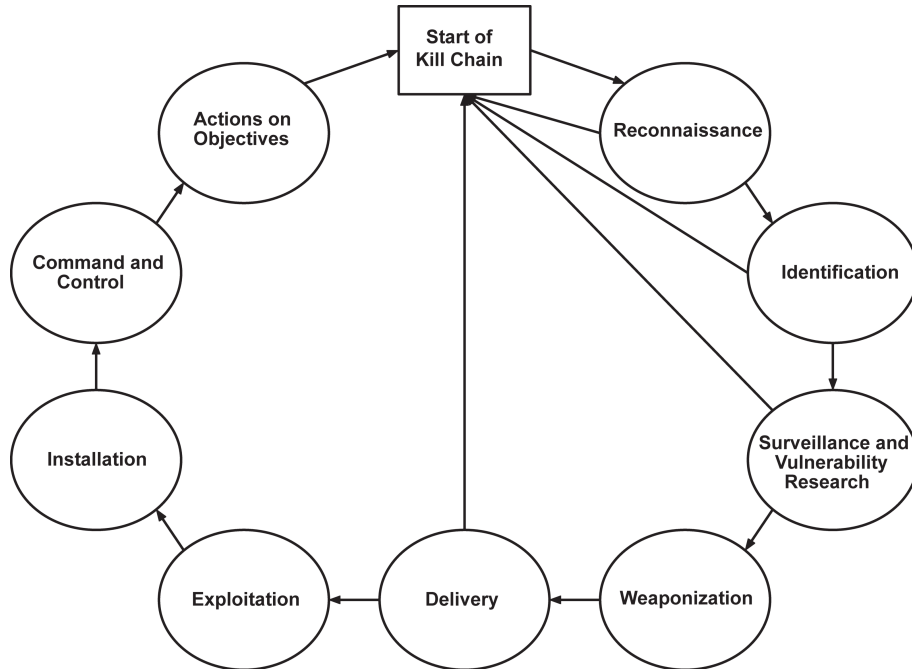 Start of
Kill Chain
Reconnaissance
Identification
Surveillance and
Vulnerability
Research
Weaponization
Delivery
Exploitation
Installation
Command and
Control
Actions on
Objectives